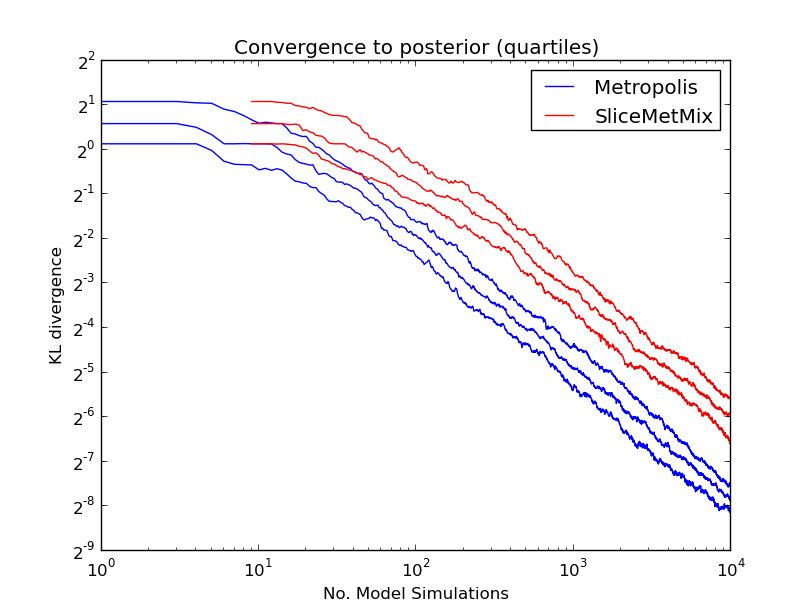 Convergence to posterior (quartiles)
Metropolis
SliceMetMix
KL divergence
2^2
2^1
2^0
2^-1
2^-2
2^-3
2^-4
2^-5
2^-6
2^-7
2^-8
2^-9
10^0 10^1 10^2 10^3 10^4
No. Model Simulations